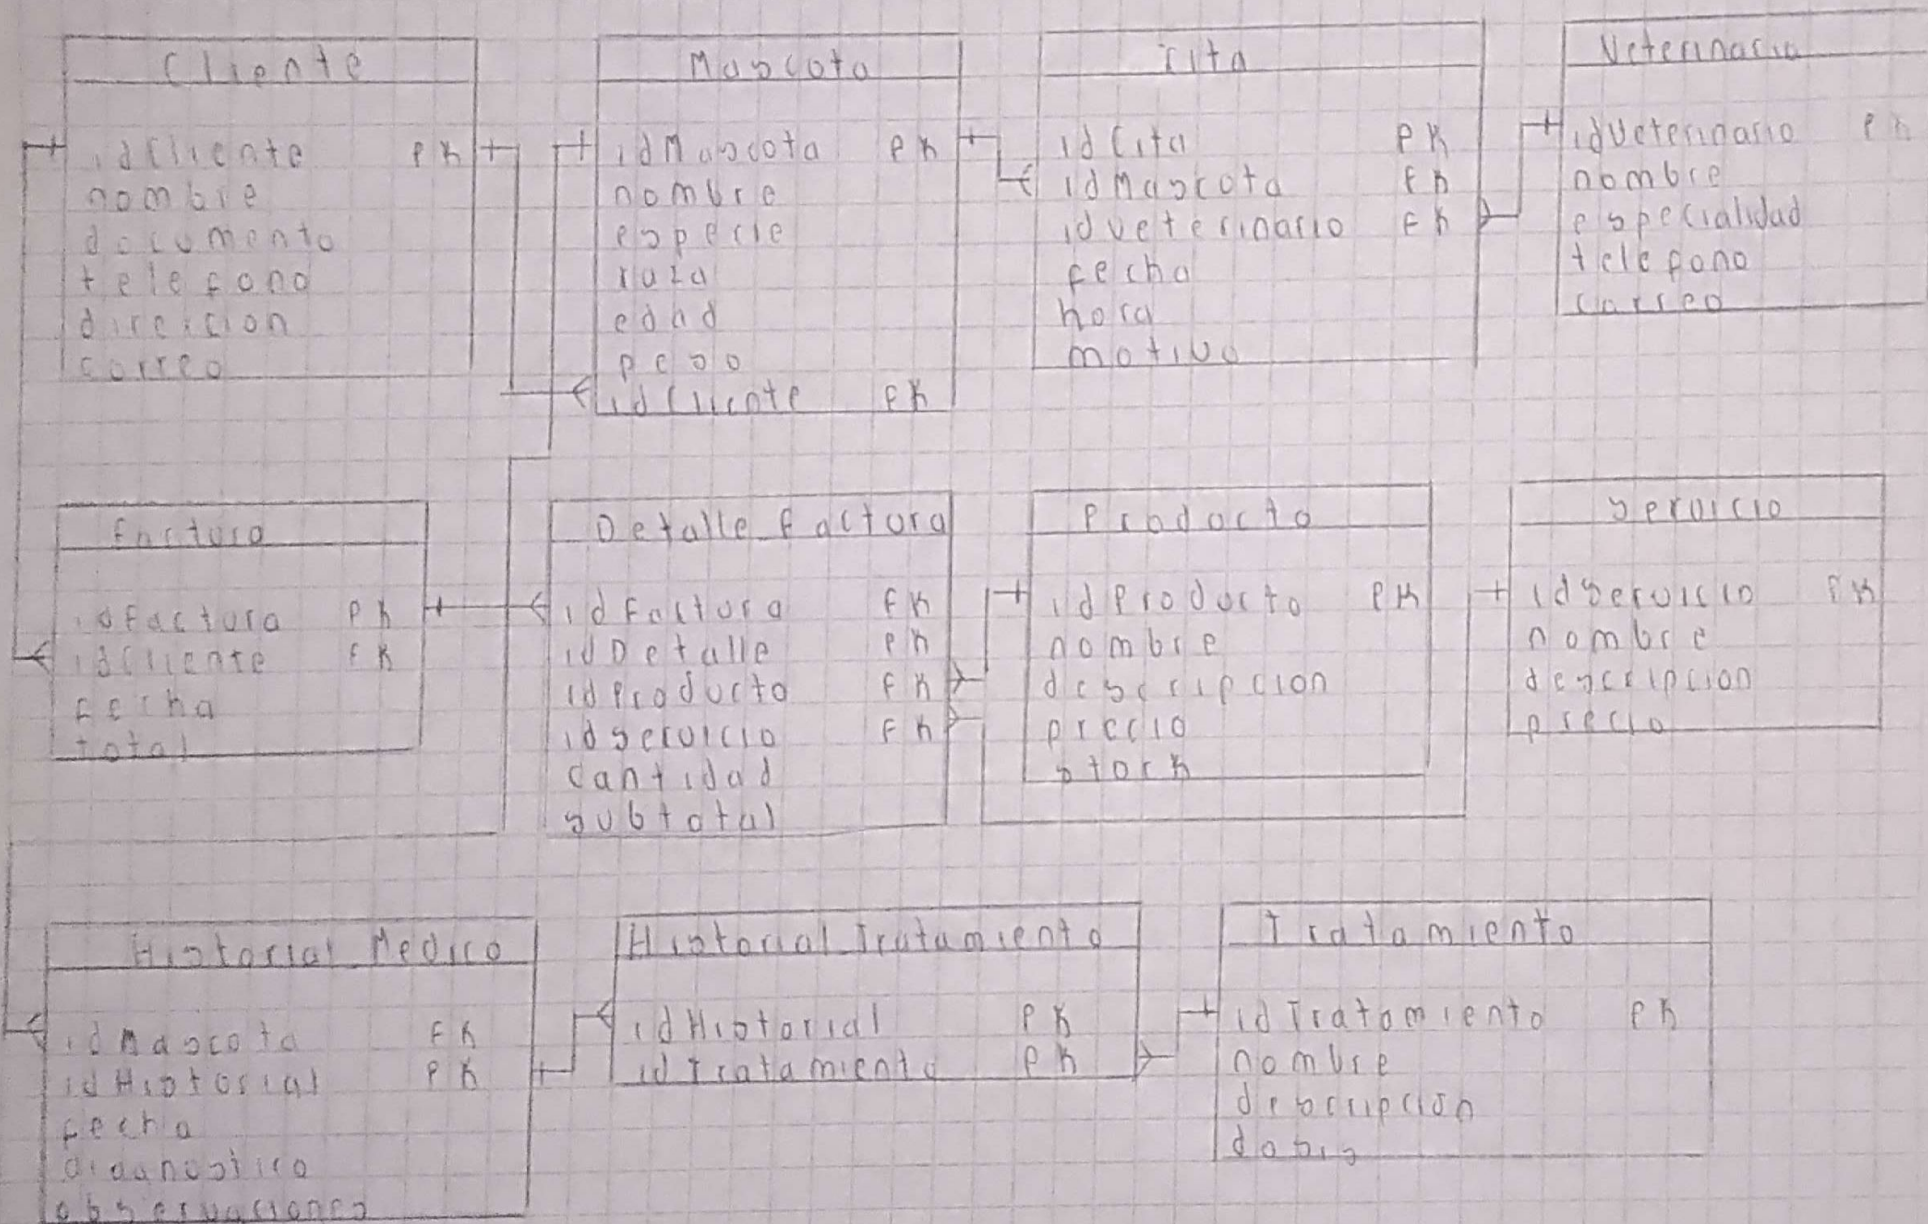 Cliente
idCliente PK
nombre
documento
telefono
direccion
correo
Mascota
idMascota PK
nombre
especie
raza
edad
peso
idCliente FK
Cita
idCita PK
idMascota FK
idveterinario FK
fecha
hora
motivo
Veterinario
idVeterinario PK
nombre
especialidad
telefono
correo
Factura
idfactura PK
idCliente FK
fecha
total
Detalle_factura
idFactura FK
idDetalle PK
idProducto FK
idservicio FK
cantidad
subtotal
Producto
idProducto PK
nombre
descripcion
precio
stock
servicio
idservicio PK
nombre
descripcion
precio
Historial Medico
idMascota FK
idHistorial PK
fecha
diagnostico
observaciones
Historial Tratamiento
idHistorial PK
idTratamiento PK
Tratamiento
idTratamiento PK
nombre
descripcion
dosis